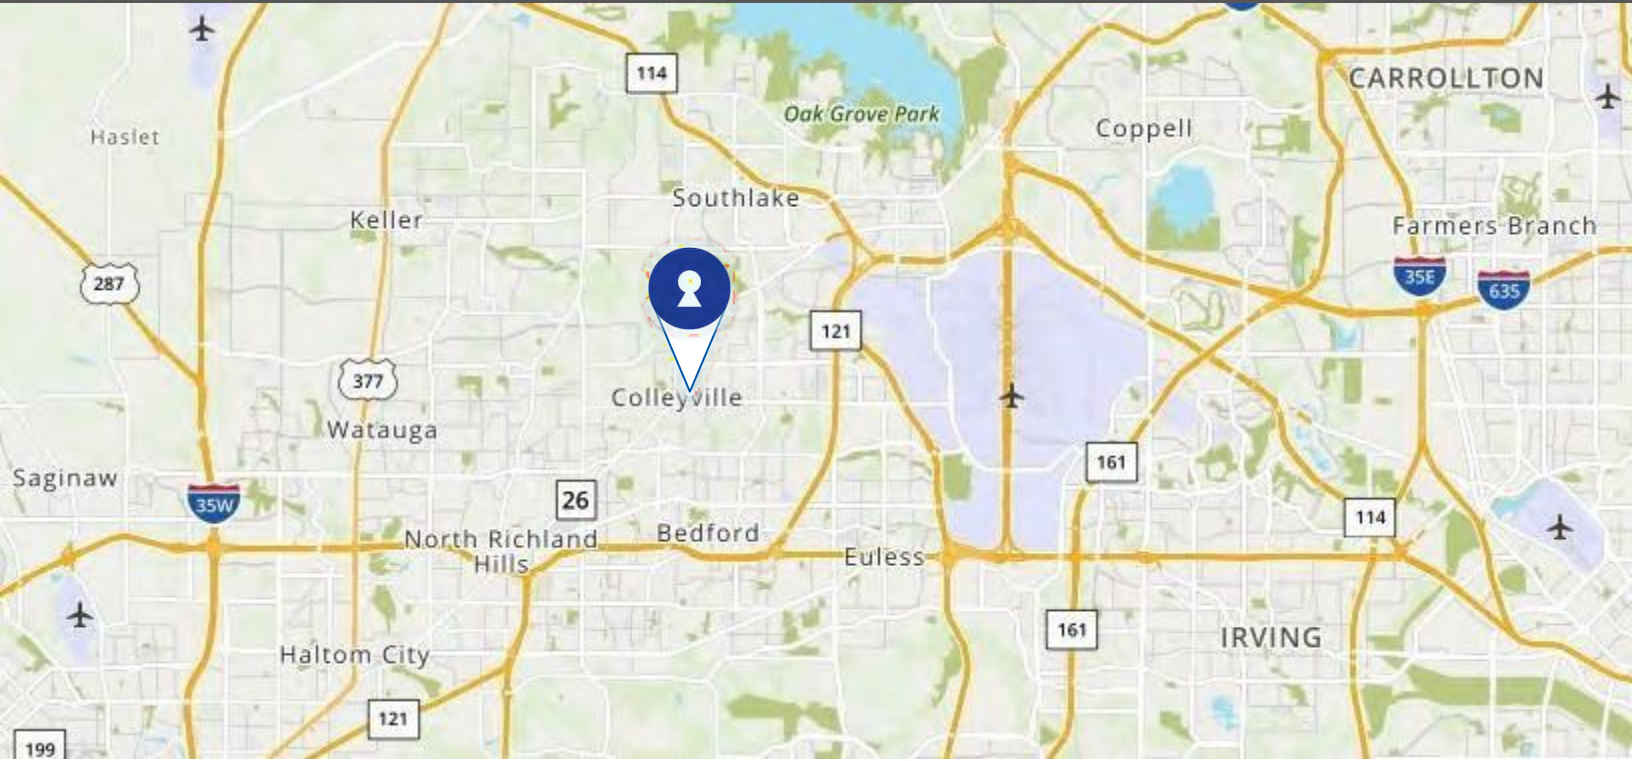 114
CARROLLTON
Oak Grove Park
Coppell
Haslet
Southlake
Keller
Farmers Branch
287
35E
635
121
377
Colleyville
Watauga
161
Saginaw
26
35W
114
North Richland
Hills
Bedford
Euless
161
IRVING
Haltom City
121
199